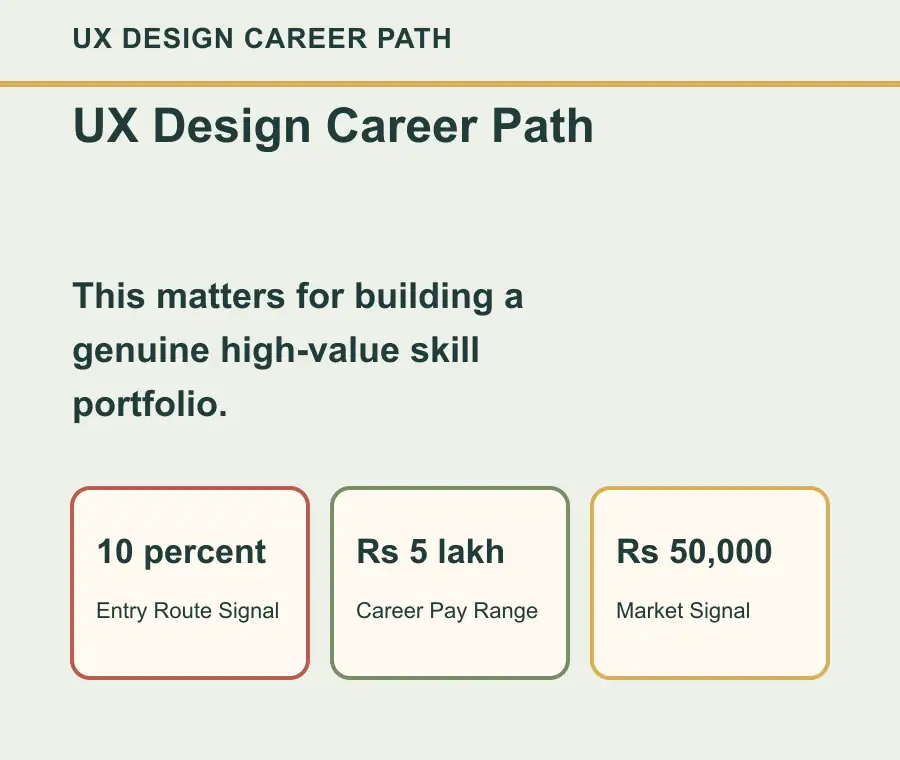 UX DESIGN CAREER PATH
UX Design Career Path
This matters for building a
genuine high-value skill
portfolio.
10 percent
Entry Route Signal
Rs 5 lakh
Career Pay Range
Rs 50,000
Market Signal